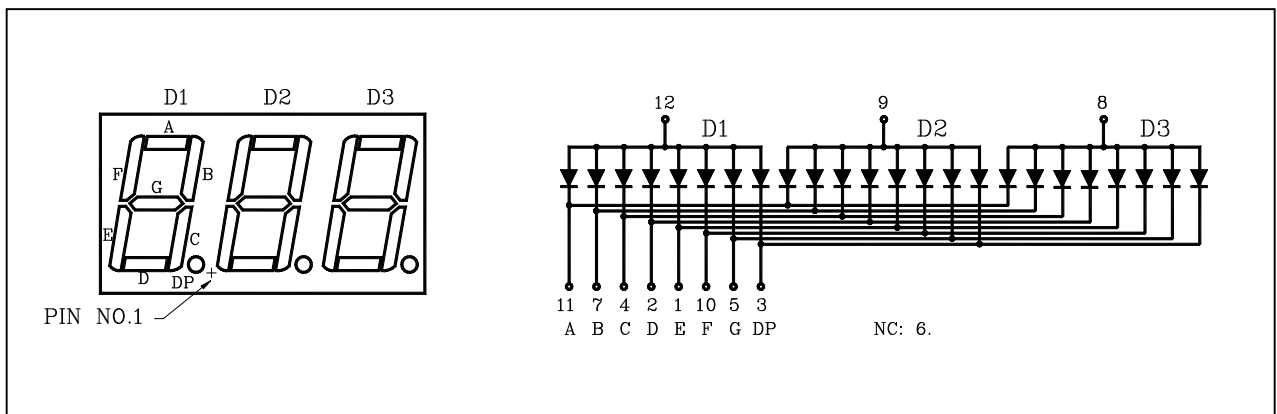 D1 D2 D3
A
F B
G
E C
D DP +
PIN NO.1
12 9 8
D1 D2 D3
11 7 4 2 1 10 5 3
A B C D E F G DP NC: 6.